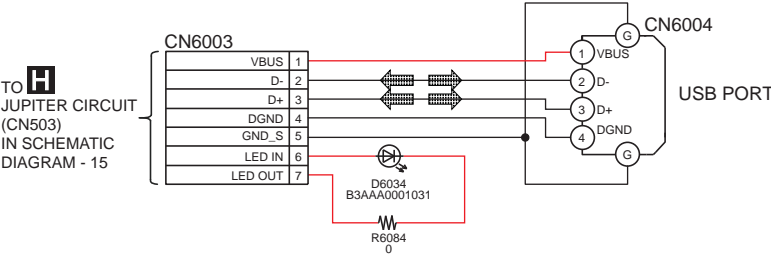 CN6003
VBUS 1
D- 2
D+ 3
DGND 4
GND_S 5
LED IN 6
LED OUT 7
TO H
JUPITER CIRCUIT
(CN503)
IN SCHEMATIC
DIAGRAM - 15
D6034
B3AAA0001031
R6084
0
G
CN6004
1 VBUS
2 D-
3 D+
4 DGND
G
USB PORT